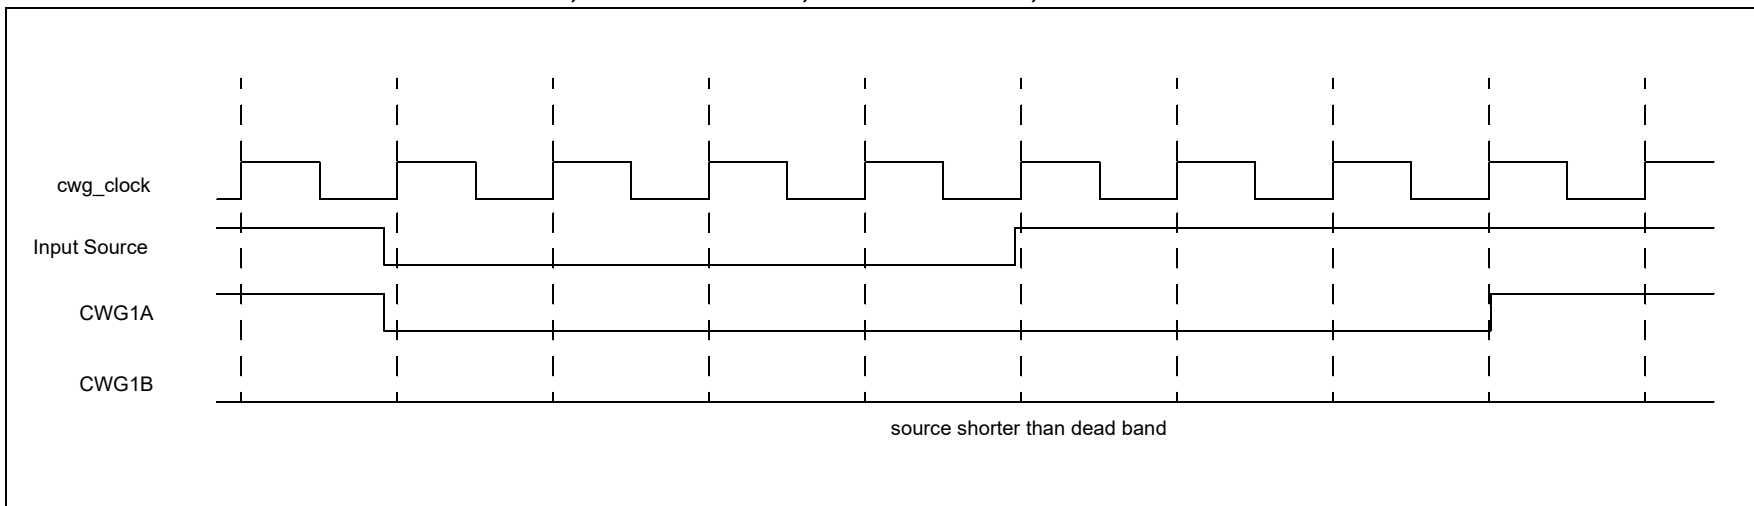 cwg_clock
Input Source
CWG1A
CWG1B
source shorter than dead band